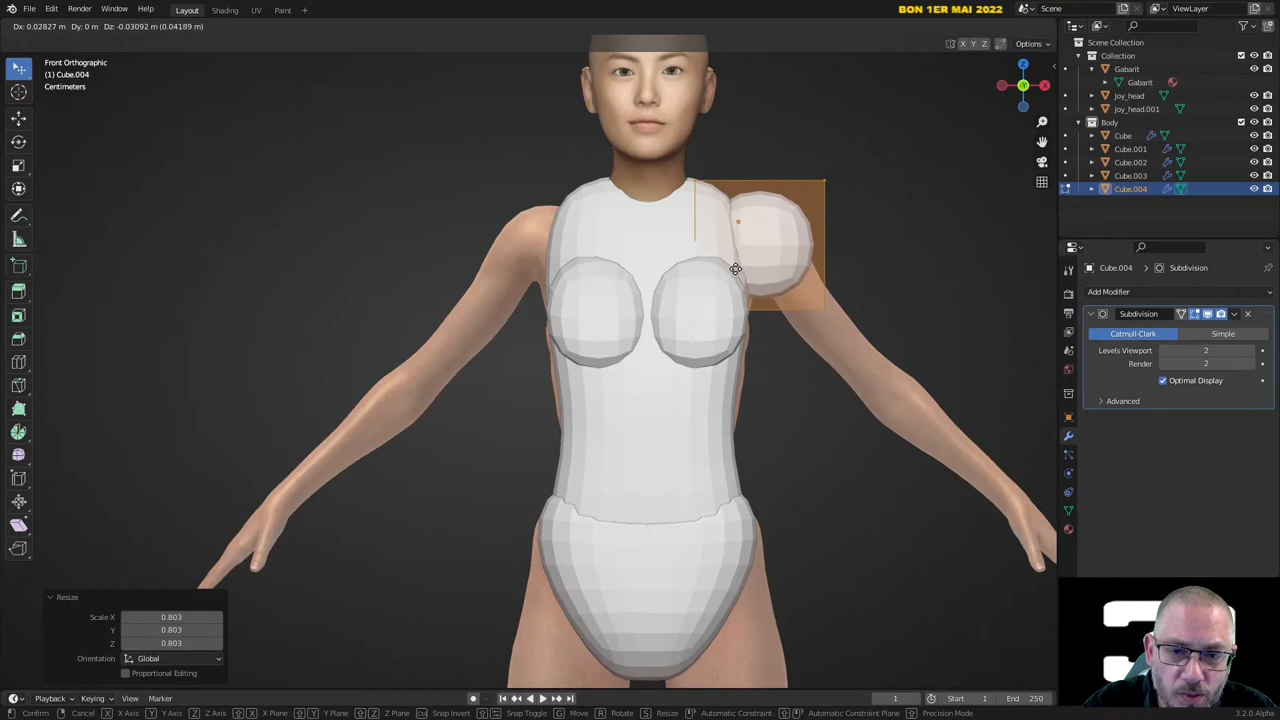 File Edit Render Window Help
Layout Shading UV Paint
BON 1ER MAI 2022
Scene
ViewLayer
Dx: 0.02827 m Dy: 0 m Dz: -0.03092 m (0.04189 m)
X Y Z Options
Front Orthographic
(1) Cube.004
Centimeters
Z
X
Y
Scene Collection
Collection
Gabarit
Gabarit
Joy_head
Joy_head.001
Body
Cube
Cube.001
Cube.002
Cube.003
Cube.004
Cube.004 > Subdivision
Add Modifier
Subdivision
Catmull-Clark Simple
Levels Viewport 2
Render 2
Optimal Display
Advanced
Resize
Scale X 0.803
Y 0.803
Z 0.803
Orientation Global
Proportional Editing
Playback Keying View Marker
1 Start 1 End 250
Confirm Cancel X X Axis Y Y Axis Z Z Axis X X Plane Y Y Plane Z Z Plane Snap Invert Snap Toggle G Move R Rotate S Resize Automatic Constraint Automatic Constraint Plane Precision Mode
3.2.0 Alpha